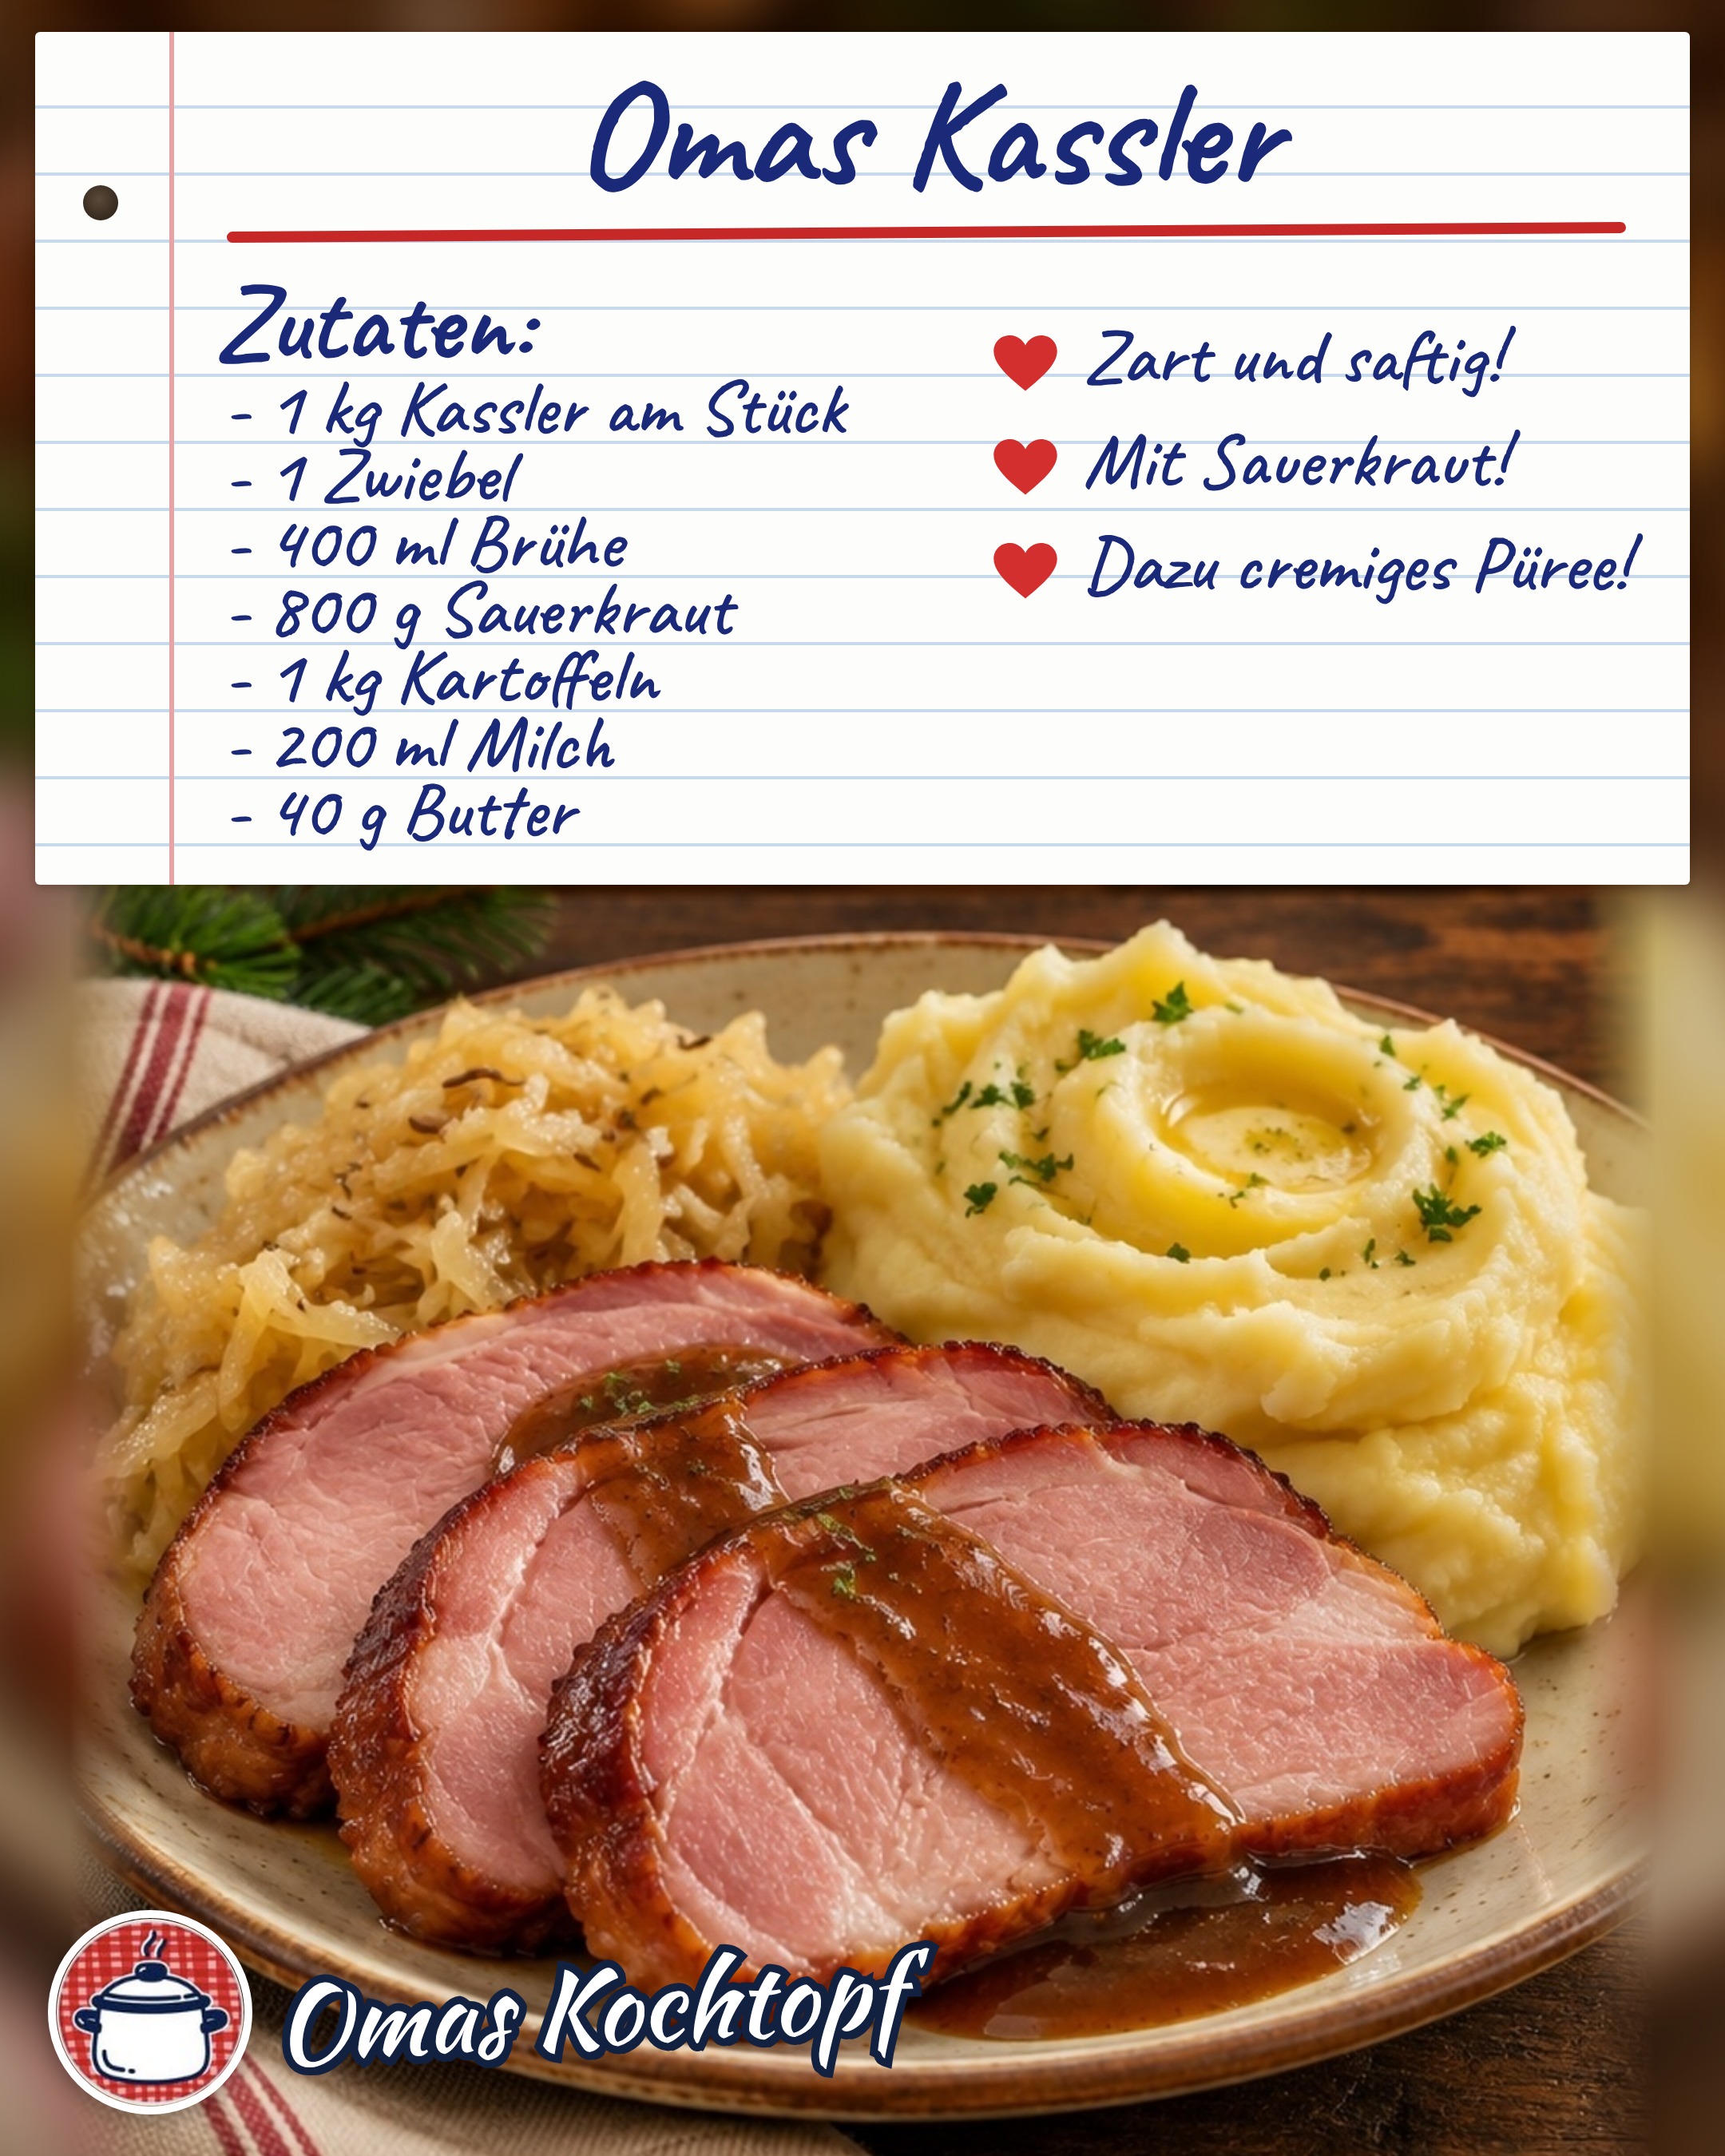 Omas Kassler
Zutaten:
- 1 kg Kassler am Stück
- 1 Zwiebel
- 400 ml Brühe
- 800 g Sauerkraut
- 1 kg Kartoffeln
- 200 ml Milch
- 40 g Butter
Zart und saftig!
Mit Sauerkraut!
Dazu cremiges Püree!
Omas Kochtopf